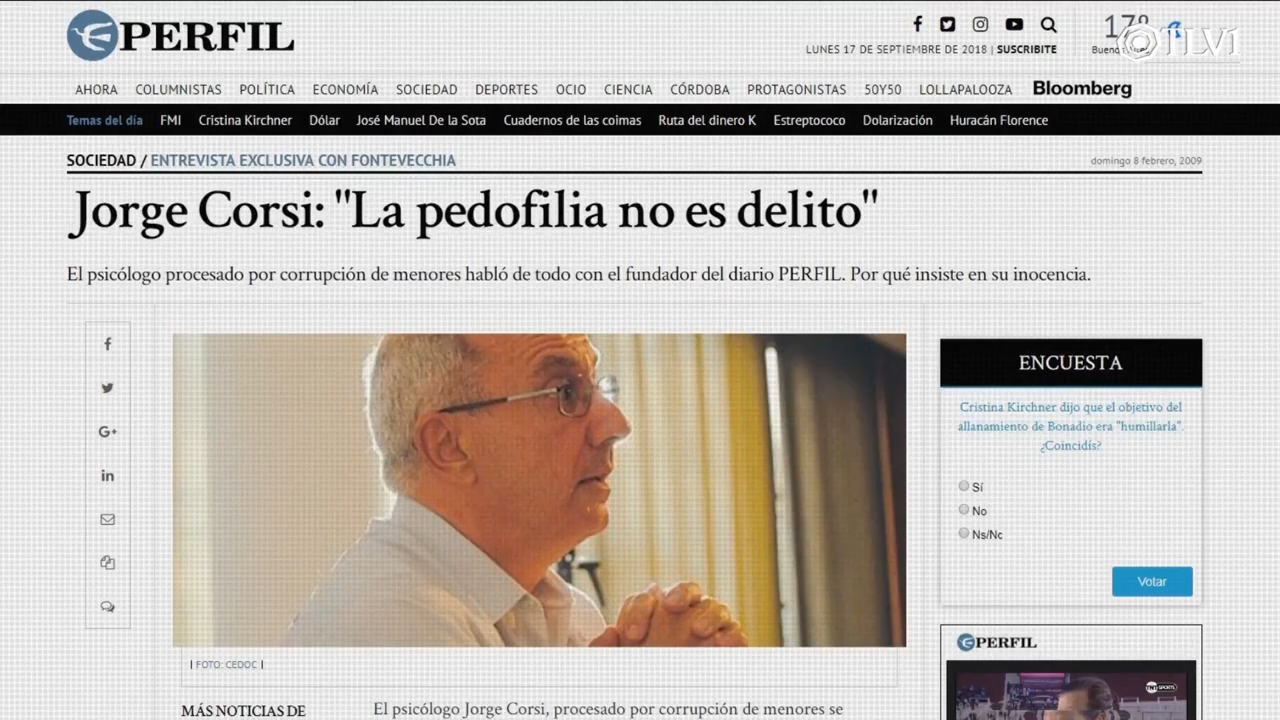 PERFIL
17º
TLV1
LUNES 17 DE SEPTIEMBRE DE 2018 | SUSCRIBITE
AHORA COLUMNISTAS POLÍTICA ECONOMÍA SOCIEDAD DEPORTES OCIO CIENCIA CÓRDOBA PROTAGONISTAS 50Y50 LOLLAPALOOZA Bloomberg
Temas del día FMI Cristina Kirchner Dólar José Manuel De la Sota Cuadernos de las coimas Ruta del dinero K Estreptococo Dolarización Huracán Florence
SOCIEDAD / ENTREVISTA EXCLUSIVA CON FONTEVECCHIA
domingo 8 febrero, 2009
Jorge Corsi: "La pedofilia no es delito"
El psicólogo procesado por corrupción de menores habló de todo con el fundador del diario PERFIL. Por qué insiste en su inocencia.
G+
in
ENCUESTA
Cristina Kirchner dijo que el objetivo del
allanamiento de Bonadio era "humillarla".
¿Coincidís?
Sí
No
Ns/Nc
Votar
PERFIL
TNT SPORTS
| FOTO: CEDOC |
MÁS NOTICIAS DE
El psicólogo Jorge Corsi, procesado por corrupción de menores se